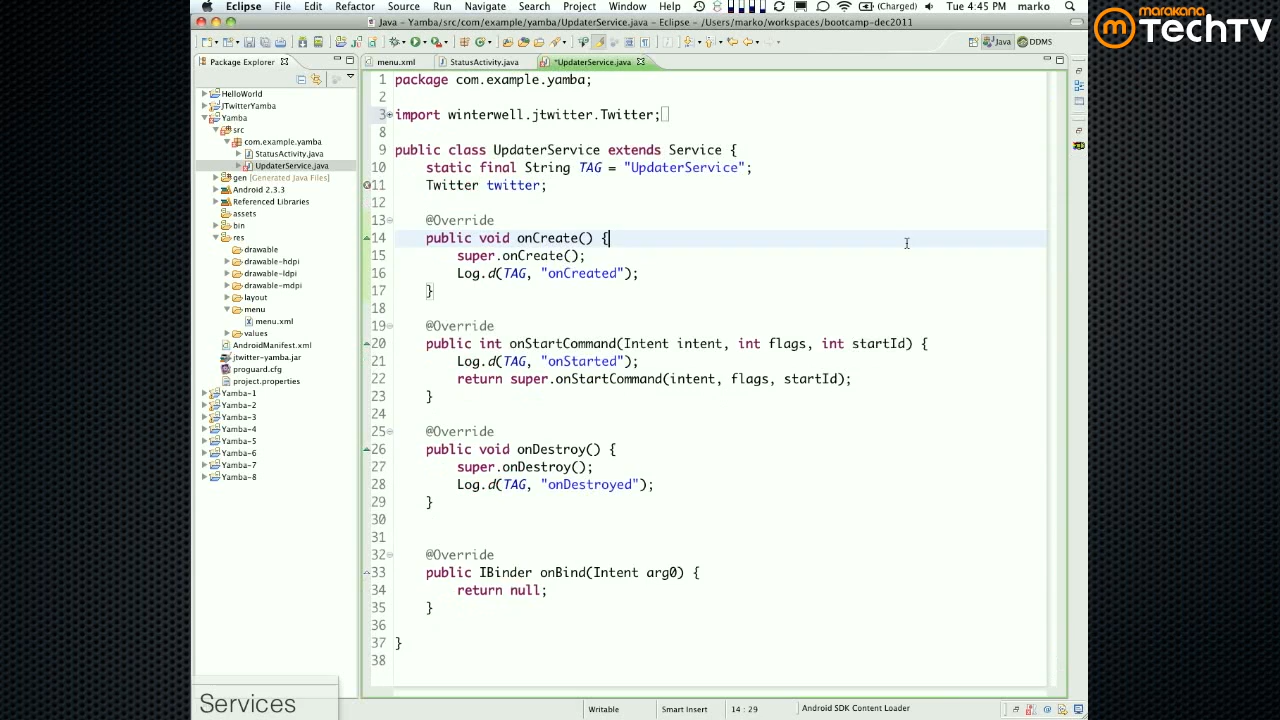 Eclipse File Edit Refactor Source Navigate Search Project Window Help (Charged) Tue 4:45 PM marko
Java – Yamba/src/com/example/yamba/UpdaterService.java – Eclipse – /Users/marko/workspaces/bootcamp-dec2011
marakana
TechTV
Java DDMS
Package Explorer
menu.xml StatusActivity.java *UpdaterService.java
HelloWorld
JTwitterYamba
Yamba
src
com.example.yamba
StatusActivity.java
UpdaterService.java
gen [Generated Java Files]
Android 2.3.3
Referenced Libraries
assets
bin
res
drawable
drawable-hdpi
drawable-ldpi
drawable-mdpi
layout
menu
menu.xml
values
AndroidManifest.xml
jtwitter-yamba.jar
proguard.cfg
project.properties
Yamba-1
Yamba-2
Yamba-3
Yamba-4
Yamba-5
Yamba-6
Yamba-7
Yamba-8
1 package com.example.yamba;
2
3 import winterwell.jtwitter.Twitter;
8
9 public class UpdaterService extends Service {
10 static final String TAG = "UpdaterService";
11 Twitter twitter;
12
13 @Override
14 public void onCreate() {
15 super.onCreate();
16 Log.d(TAG, "onCreated");
17 }
18
19 @Override
20 public int onStartCommand(Intent intent, int flags, int startId) {
21 Log.d(TAG, "onStarted");
22 return super.onStartCommand(intent, flags, startId);
23 }
24
25 @Override
26 public void onDestroy() {
27 super.onDestroy();
28 Log.d(TAG, "onDestroyed");
29 }
30
31
32 @Override
33 public IBinder onBind(Intent arg0) {
34 return null;
35 }
36
37 }
38
Services
Writable Smart Insert 14 : 29 Android SDK Content Loader